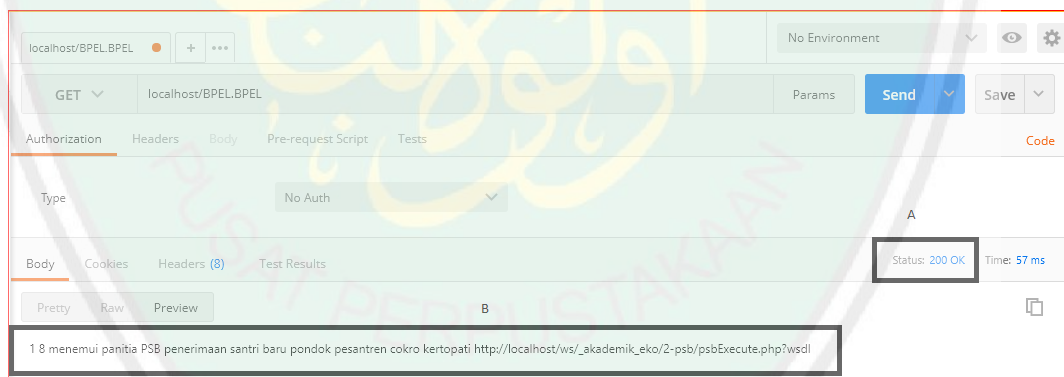 localhost/BPEL.BPEL
+
•••
No Environment
GET
localhost/BPEL.BPEL
Params
Send
Save
Authorization Headers Body Pre-request Script Tests
Code
Type
No Auth
A
Body Cookies Headers (8) Test Results
Status: 200 OK Time: 57 ms
Pretty Raw Preview
B
1 8 menemui panitia PSB penerimaan santri baru pondok pesantren cokro kertopati http://localhost/ws/_akademik_eko/2-psb/psbExecute.php?wsdl
PUSAT PERPUSTAKAAN